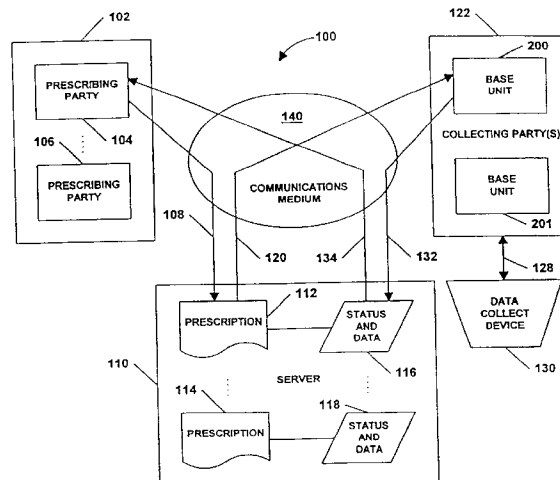 102
100
122
200
PRESCRIBING
PARTY
104
106
PRESCRIBING
PARTY
140
COMMUNICATIONS
MEDIUM
BASE
UNIT
COLLECTING PARTY(S)
BASE
UNIT
201
108
120
134
132
128
112
PRESCRIPTION
STATUS
AND
DATA
116
DATA
COLLECT
DEVICE
130
110
SERVER
114
118
PRESCRIPTION
STATUS
AND
DATA